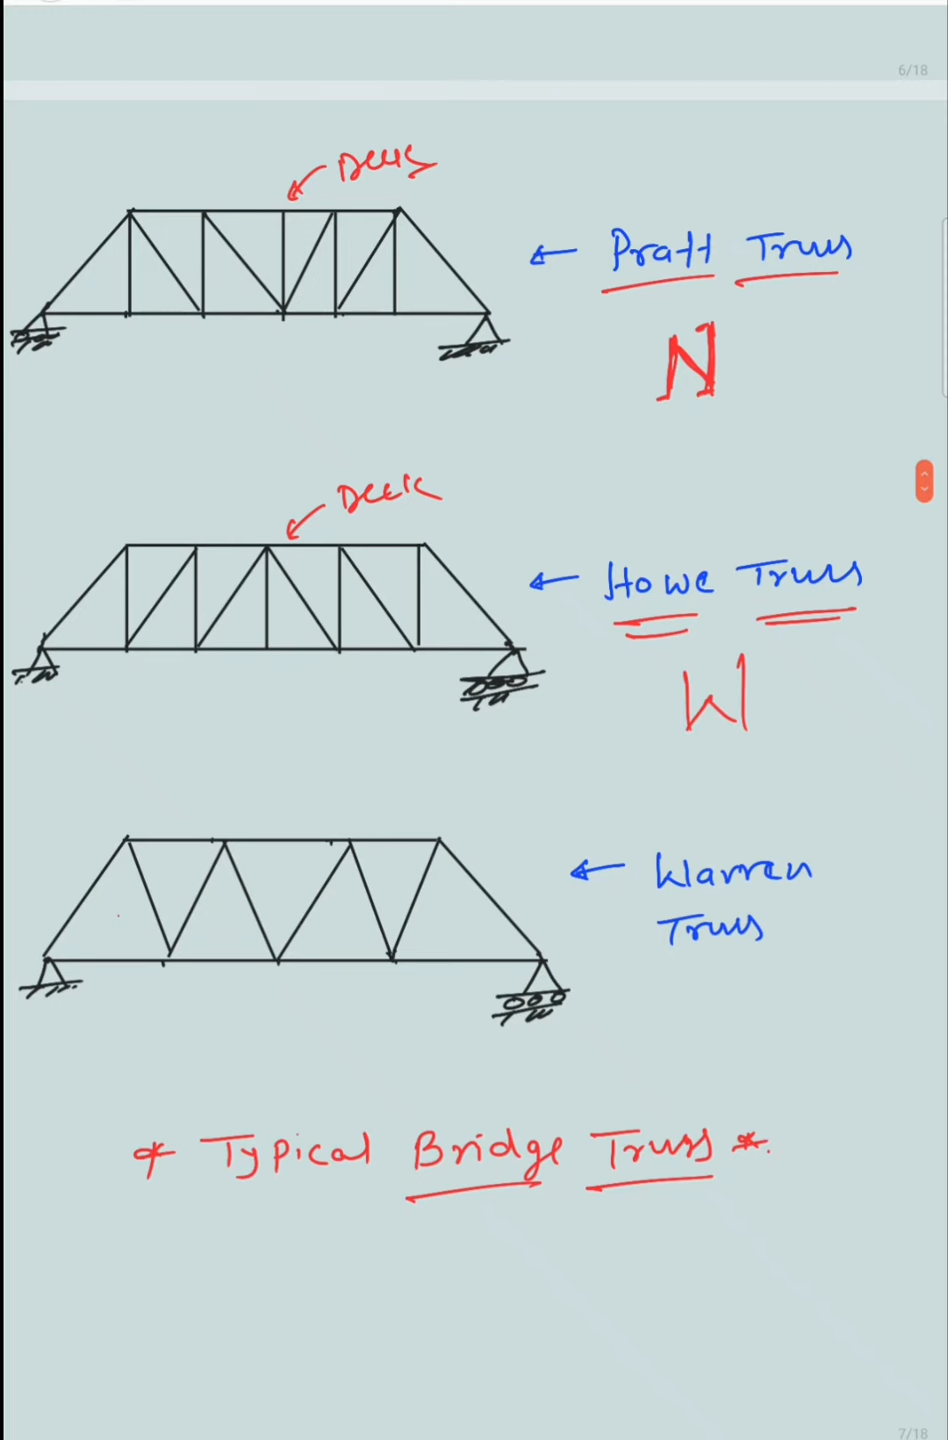 6/18
Deck
← Pratt Truss
N
Deck
← Howe Truss
W
← Warren
Truss
* Typical Bridge Truss *
7/18